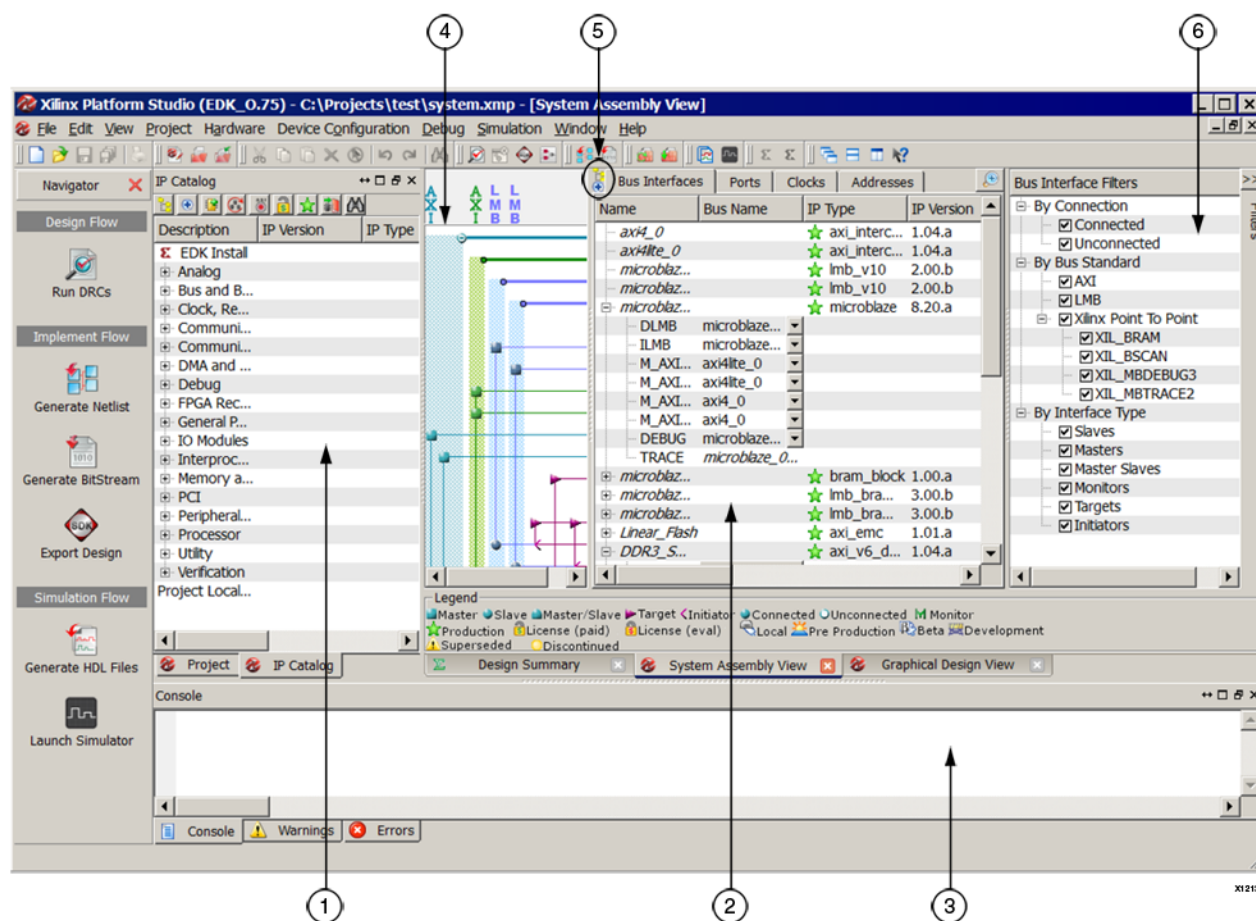 4 5 6
Xilinx Platform Studio (EDK_O.75) - C:\Projects\test\system.xmp - [System Assembly View]
File Edit View Project Hardware Device Configuration Debug Simulation Window Help
Navigator
Design Flow
Run DRCs
Implement Flow
Generate Netlist
1010
Generate BitStream
SDK
Export Design
Simulation Flow
Generate HDL Files
Launch Simulator
IP Catalog
Description IP Version IP Type
EDK Install
Analog
Bus and B...
Clock, Re...
Communi...
Communi...
DMA and ...
Debug
FPGA Rec...
General P...
IO Modules
Interproc...
Memory a...
PCI
Peripheral...
Processor
Utility
Verification
Project Local...
Project IP Catalog
AXI AXI LMB LMB
Bus Interfaces Ports Clocks Addresses
Name Bus Name IP Type IP Version
axi4_0 axi_interc... 1.04.a
axi4lite_0 axi_interc... 1.04.a
microblaz... lmb_v10 2.00.b
microblaz... lmb_v10 2.00.b
microblaz... microblaze 8.20.a
DLMB microblaze...
ILMB microblaze...
M_AXI... axi4lite_0
M_AXI... axi4lite_0
M_AXI... axi4_0
M_AXI... axi4_0
DEBUG microblaze...
TRACE microblaze_0...
microblaz... bram_block 1.00.a
microblaz... lmb_bra... 3.00.b
microblaz... lmb_bra... 3.00.b
Linear_Flash axi_emc 1.01.a
DDR3_S... axi_v6_d... 1.04.a
Bus Interface Filters
>>
Filters
By Connection
Connected
Unconnected
By Bus Standard
AXI
LMB
Xilinx Point To Point
XIL_BRAM
XIL_BSCAN
XIL_MBDEBUG3
XIL_MBTRACE2
By Interface Type
Slaves
Masters
Master Slaves
Monitors
Targets
Initiators
Legend
Master Slave Master/Slave Target Initiator Connected Unconnected M Monitor
Production License (paid) License (eval) Local Pre Production Beta Development
Superseded Discontinued
Design Summary System Assembly View Graphical Design View
Console
Console Warnings Errors
1 2 3